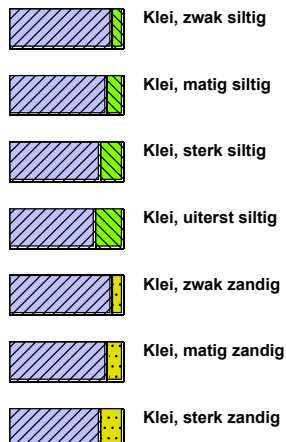 Klei, zwak siltig
Klei, matig siltig
Klei, sterk siltig
Klei, uiterst siltig
Klei, zwak zandig
Klei, matig zandig
Klei, sterk zandig